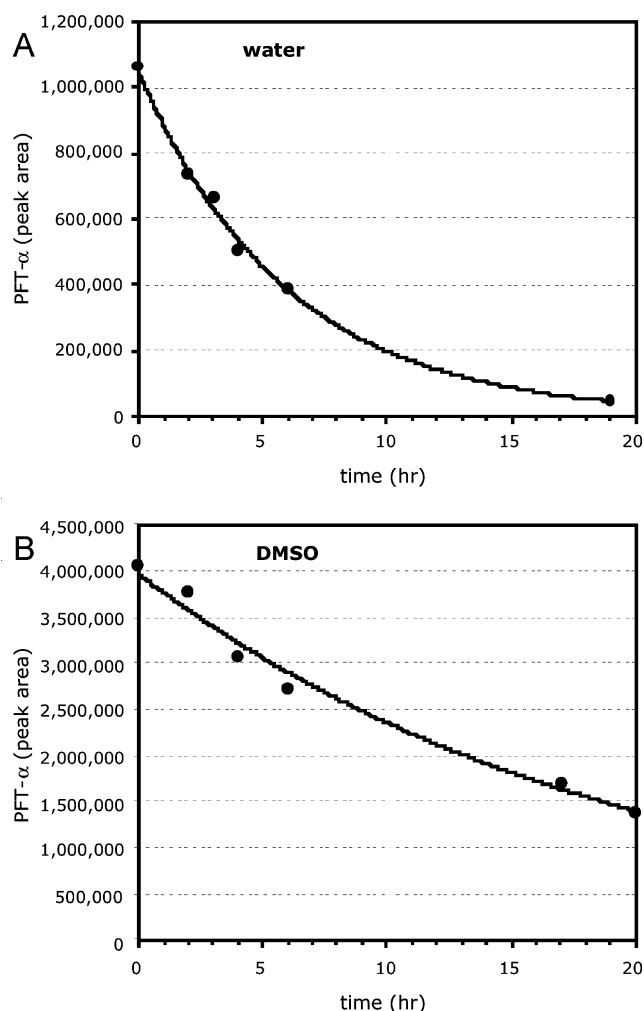 A
water
PFT-α (peak area)
1,200,000
1,000,000
800,000
600,000
400,000
200,000
0
0 5 10 15 20
time (hr)
B
DMSO
PFT-α (peak area)
4,500,000
4,000,000
3,500,000
3,000,000
2,500,000
2,000,000
1,500,000
1,000,000
500,000
0
0 5 10 15 20
time (hr)